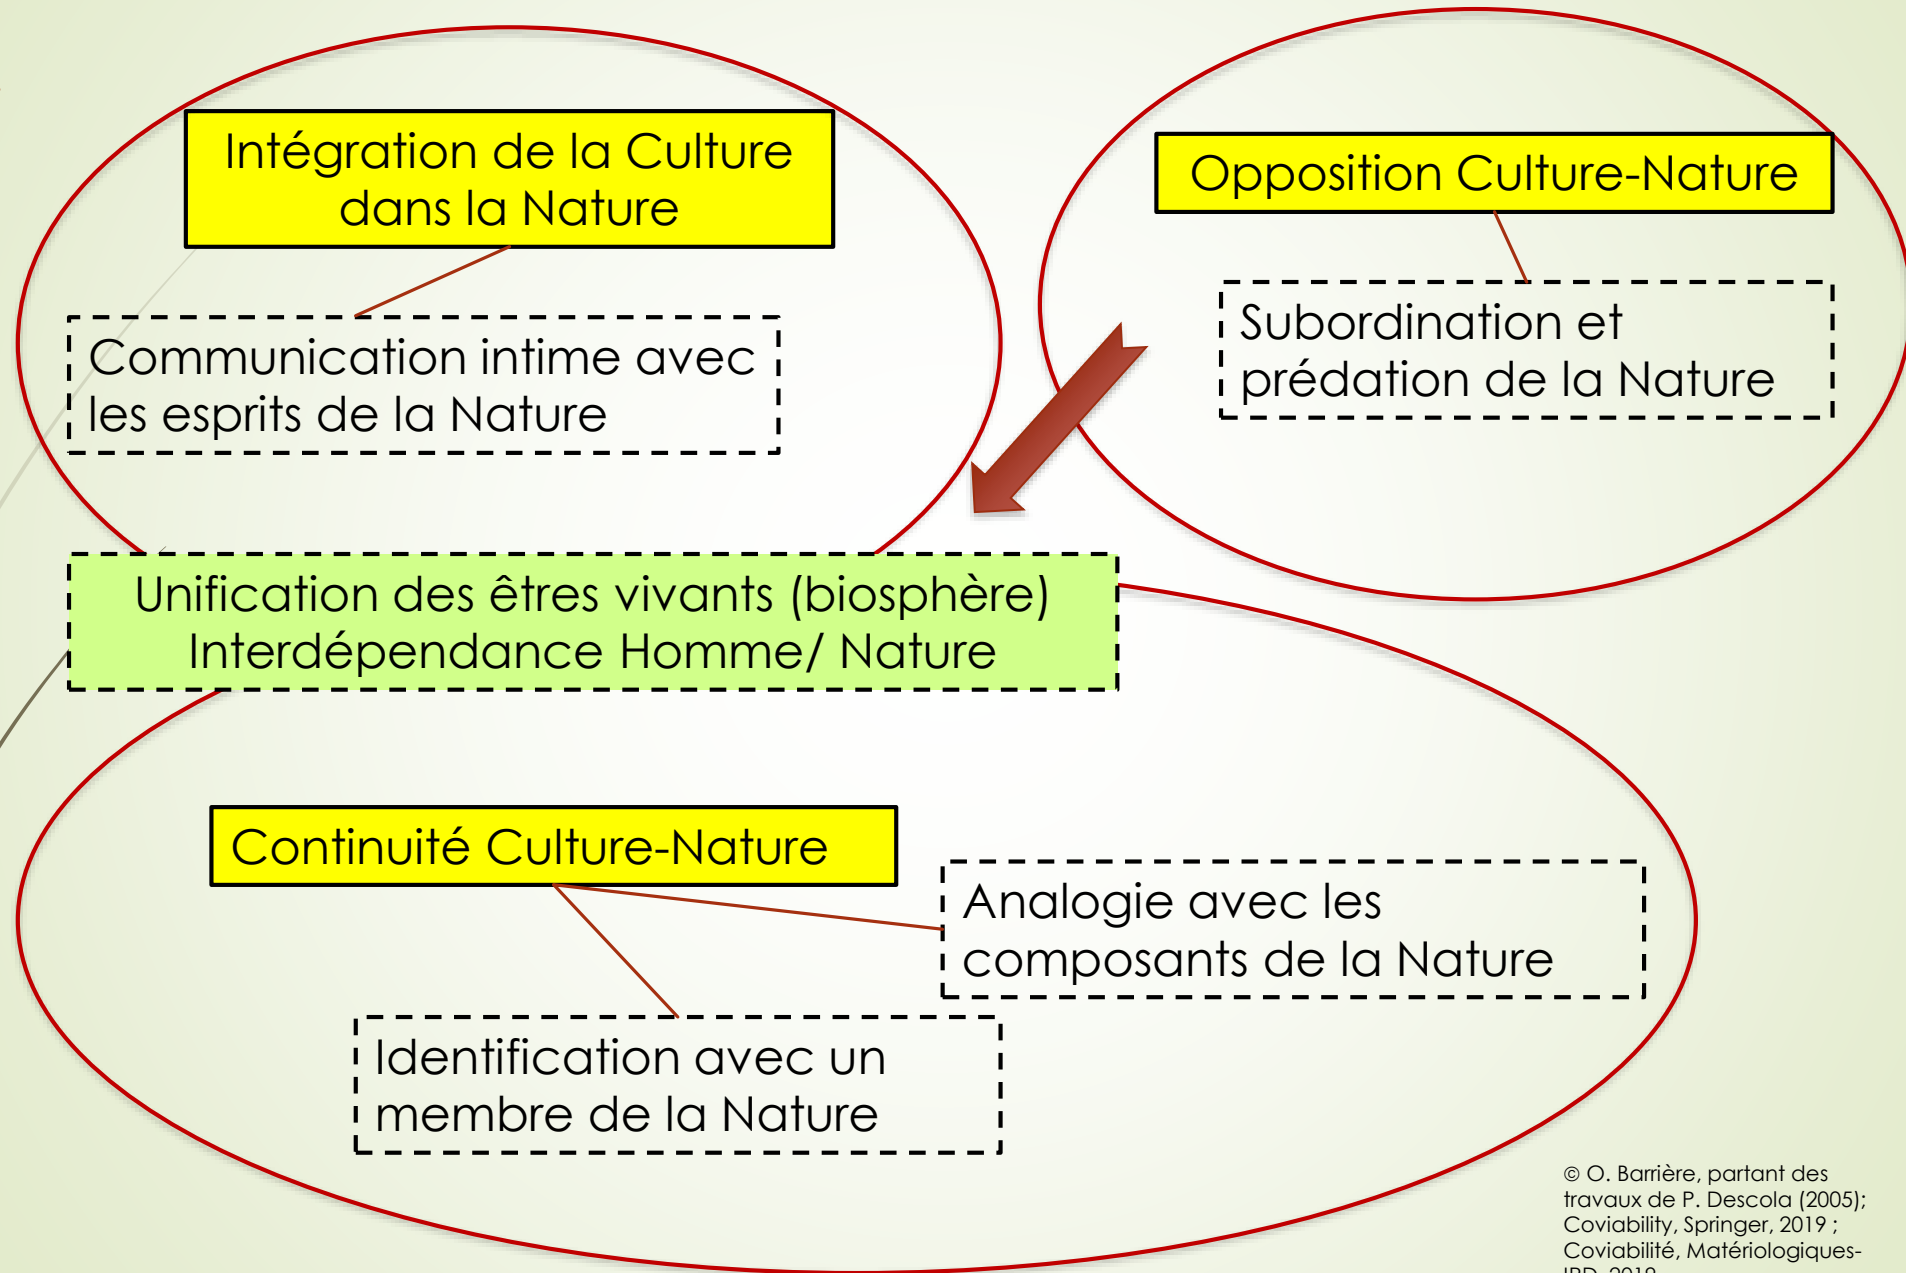 Intégration de la Culture
dans la Nature
Opposition Culture-Nature
Communication intime avec
les esprits de la Nature
Subordination et
prédation de la Nature
Unification des êtres vivants (biosphère)
Interdépendance Homme/ Nature
Continuité Culture-Nature
Analogie avec les
composants de la Nature
Identification avec un
membre de la Nature
© O. Barrière, partant des
travaux de P. Descola (2005);
Coviability, Springer, 2019 ;
Coviabilité, Matériologiques-